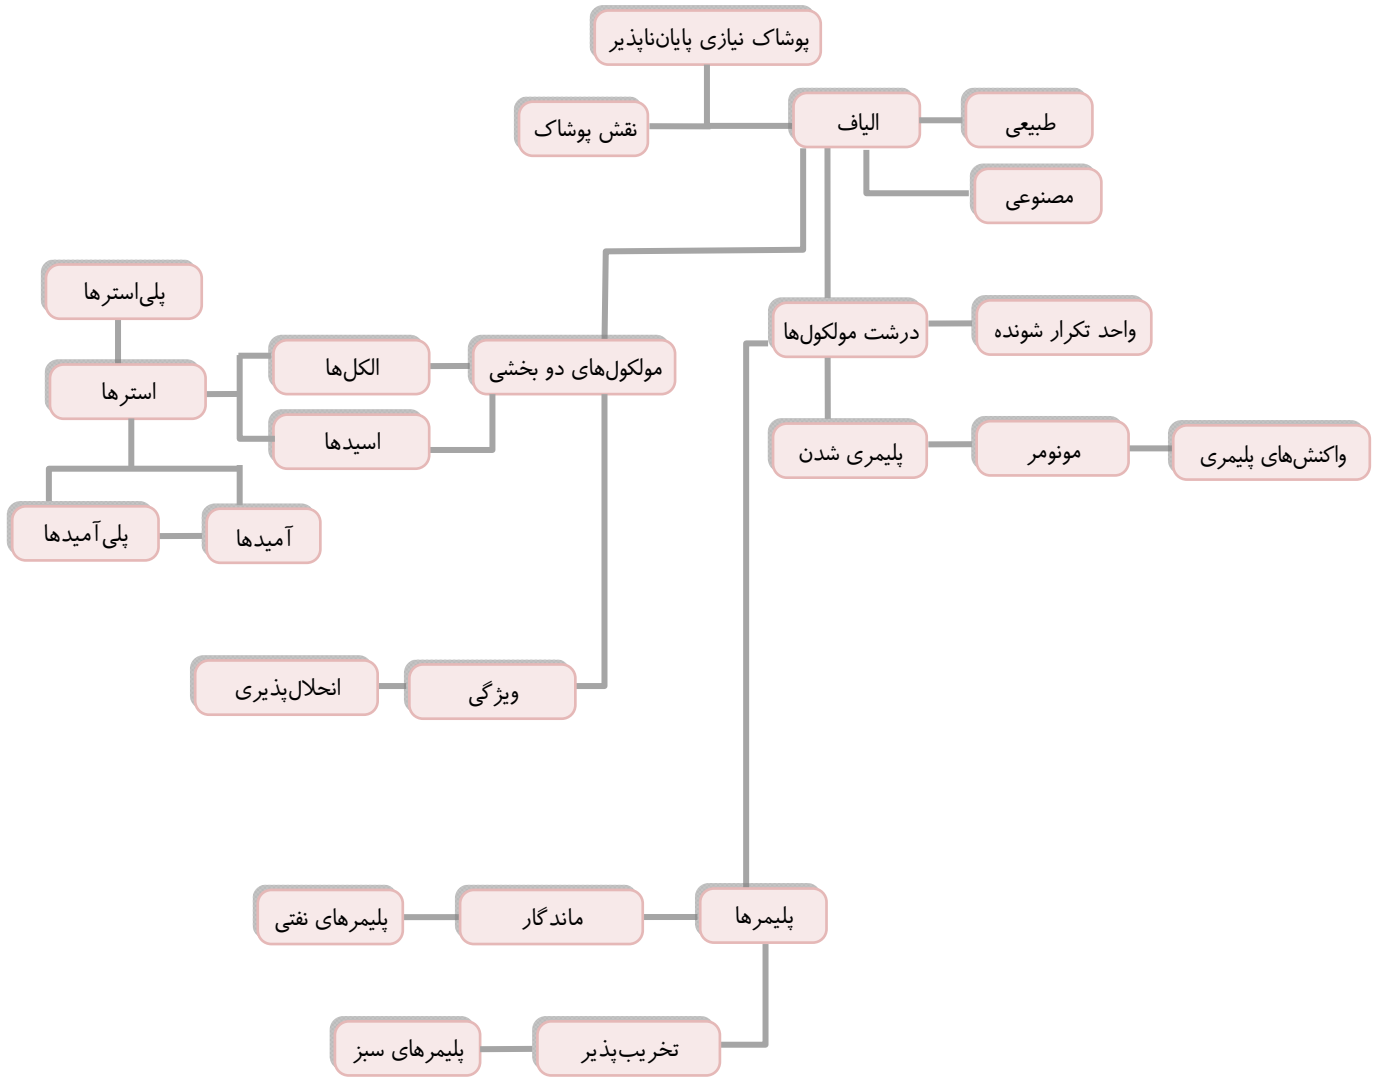 پوشاک نیازی پایان‌ناپذیر
طبیعی
الیاف
نقش پوشاک
مصنوعی
پلی‌استرها
واحد تکرار شونده
درشت مولکول‌ها
مولکول‌های دو بخشی
الکل‌ها
استرها
اسیدها
واکنش‌های پلیمری
مونومر
پلیمری شدن
آمیدها
پلی‌آمیدها
ویژگی
انحلال‌پذیری
پلیمرها
ماندگار
پلیمرهای نفتی
تخریب‌پذیر
پلیمرهای سبز